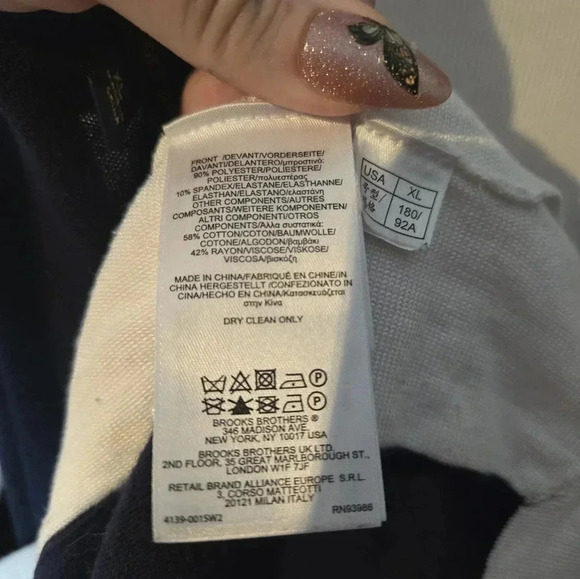 FRONT /DEVANT/VORDERSEITE/
DAVANTI/DELANTERO/μπροστινό:
90% POLYESTER/POLIESTERE/
POLIÉSTER/πολυεστέρας
10% SPANDEX/ELASTANE/ELASTHANNE/
ELASTHAN/ELASTANO/ελαστάνη
OTHER COMPONENTS/AUTRES
COMPOSANTS/WEITERE KOMPONENTEN/
ALTRI COMPONENTI/OTROS
COMPONENTES/Άλλα συστατικά:
58% COTTON/COTON/BAUMWOLLE/
COTONE/ALGODON/βαμβάκι
42% RAYON/VISCOSE/VISKOSE/
VISCOSA/βισκόζη
MADE IN CHINA/FABRIQUÉ EN CHINE/IN
CHINA HERGESTELLT /CONFEZIONATO IN
CINA/HECHO EN CHINA/Κατασκευάζεται
στην Κίνα
DRY CLEAN ONLY
BROOKS BROTHERS ®
346 MADISON AVE.
NEW YORK, NY 10017 USA
BROOKS BROTHERS UK LTD.
2ND FLOOR, 35 GREAT MARLBOROUGH ST.,
LONDON W1F 7JF
RETAIL BRAND ALLIANCE EUROPE S.R.L.
3, CORSO MATTEOTTI
20121 MILAN ITALY
4139-001SW2 RN93986
USA XL
号型 180/
92A